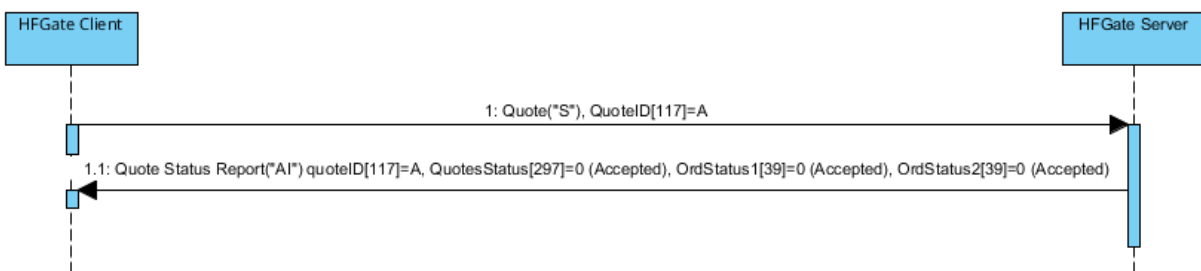 HFGate Client
HFGate Server
1: Quote("S"), QuoteID[117]=A
1.1: Quote Status Report("AI") quoteID[117]=A, QuotesStatus[297]=0 (Accepted), OrdStatus1[39]=0 (Accepted), OrdStatus2[39]=0 (Accepted)